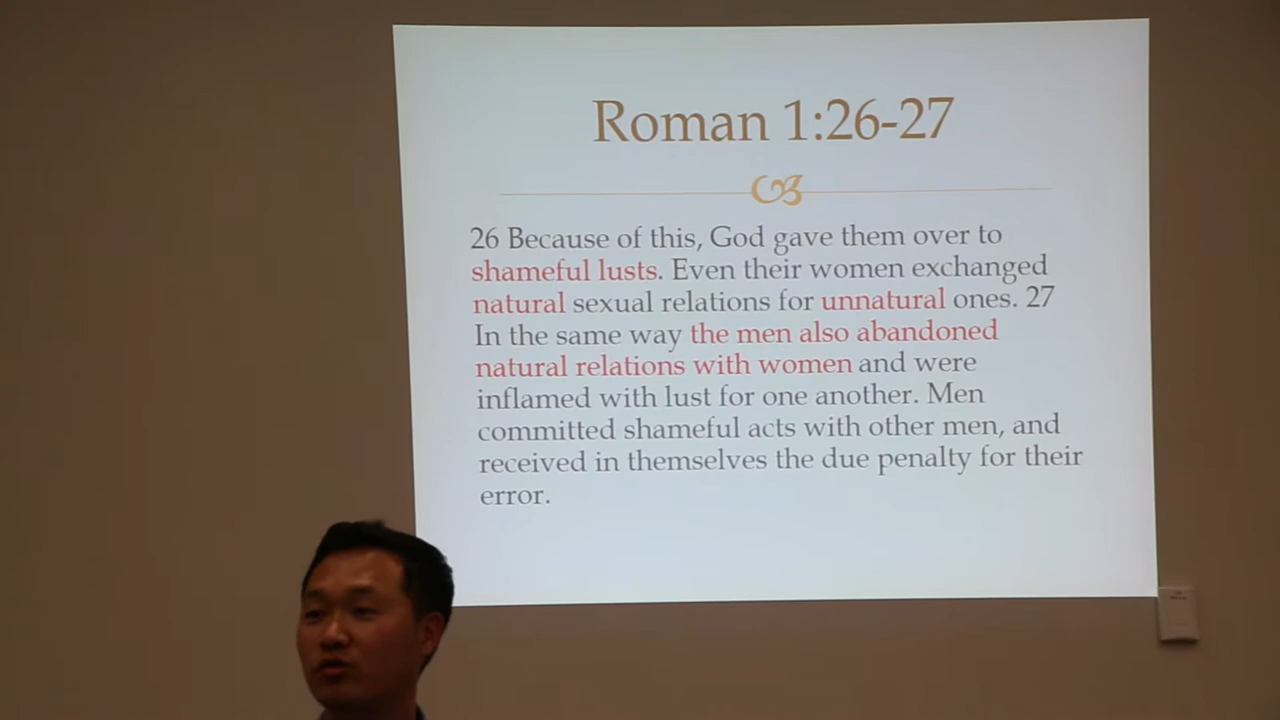 Roman 1:26-27
26 Because of this, God gave them over to
shameful lusts. Even their women exchanged
natural sexual relations for unnatural ones. 27
In the same way the men also abandoned
natural relations with women and were
inflamed with lust for one another. Men
committed shameful acts with other men, and
received in themselves the due penalty for their
error.